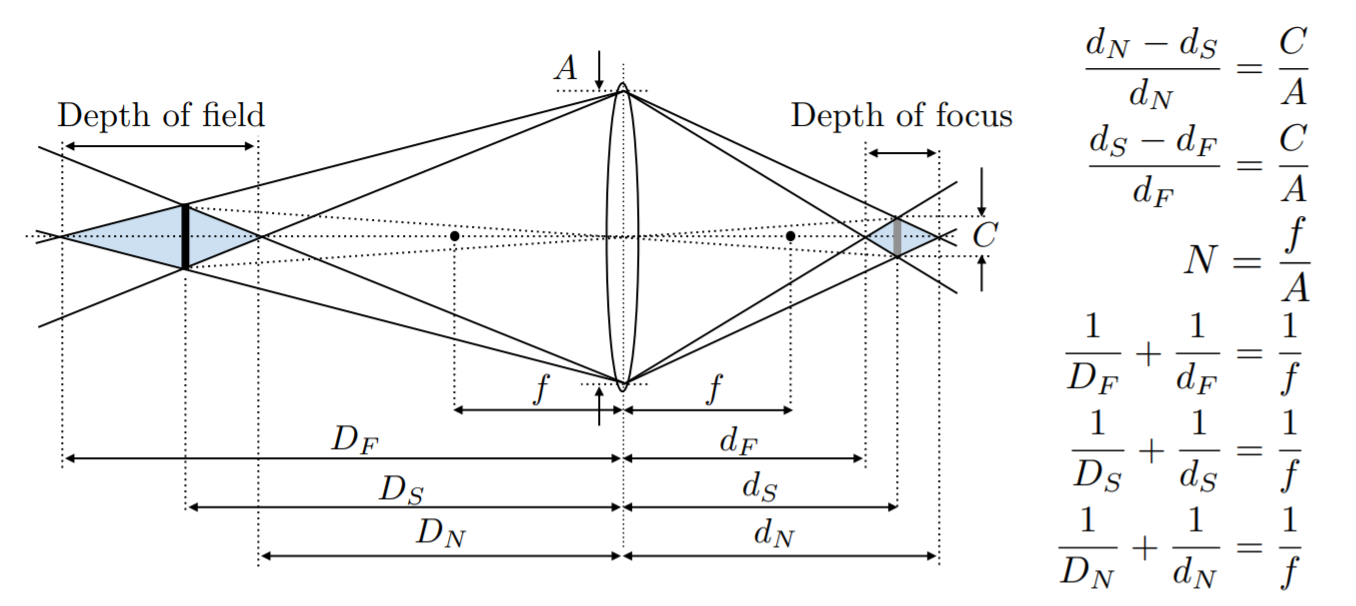 A
Depth of field
Depth of focus
C
f
f
D_F
d_F
D_S
d_S
D_N
d_N
\frac{d_N - d_S}{d_N} = \frac{C}{A}
\frac{d_S - d_F}{d_F} = \frac{C}{A}
N = \frac{f}{A}
\frac{1}{D_F} + \frac{1}{d_F} = \frac{1}{f}
\frac{1}{D_S} + \frac{1}{d_S} = \frac{1}{f}
\frac{1}{D_N} + \frac{1}{d_N} = \frac{1}{f}